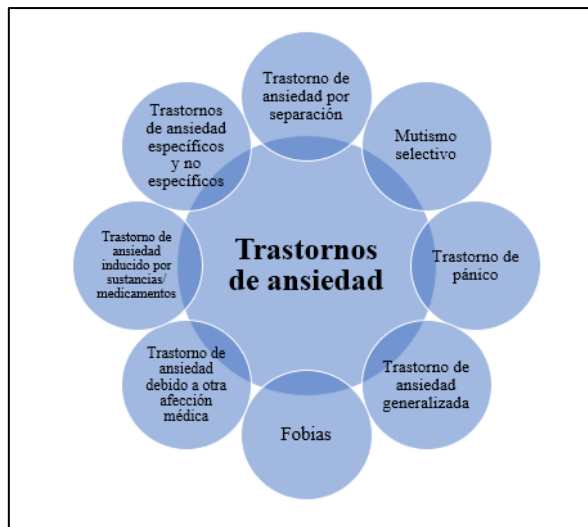 Trastorno de
ansiedad por
separación
Mutismo
selectivo
Trastorno de
pánico
Trastorno de
ansiedad
generalizada
Fobias
Trastorno de
ansiedad
debido a otra
afección
médica
Trastorno de
ansiedad
inducido por
sustancias/
medicamentos
Trastornos
de ansiedad
específicos
y no
específicos
Trastornos
de ansiedad